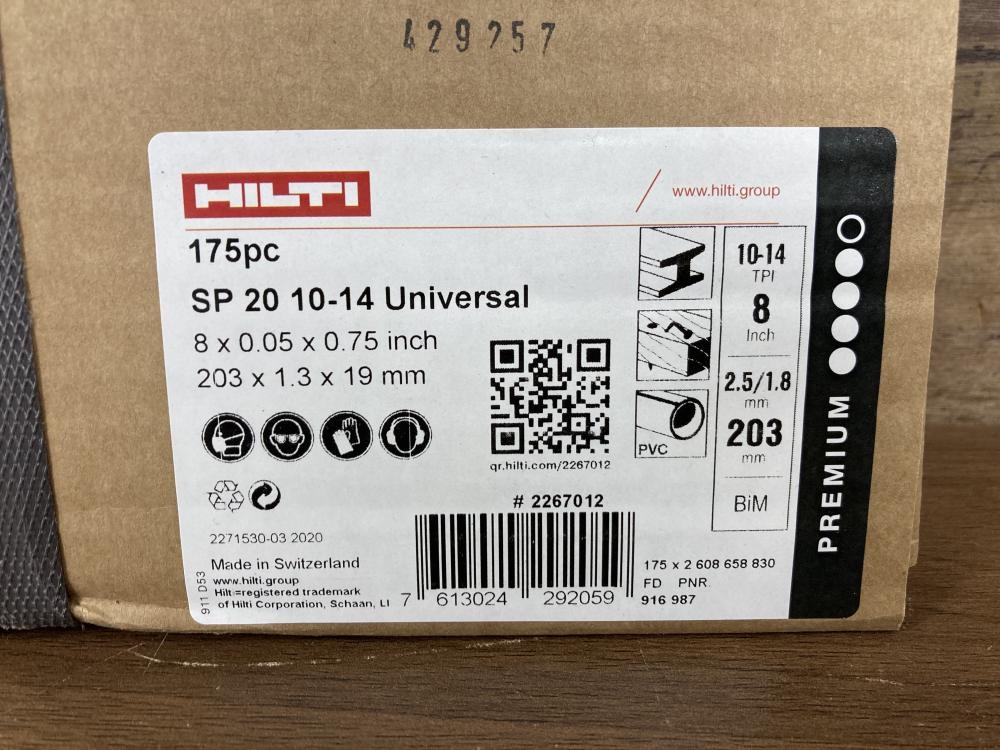 429257
HILTI
www.hilti.group
175pc
SP 20 10-14 Universal
8 x 0.05 x 0.75 inch
203 x 1.3 x 19 mm
qr.hilti.com/2267012
PVC
10-14
TPI
8
Inch
2.5/1.8
mm
203
mm
BiM
PREMIUM
# 2267012
2271530-03 2020
Made in Switzerland
www.hilti.group
Hilti=registered trademark
of Hilti Corporation, Schaan, LI
911 D53
7 613024 292059
175 x 2 608 658 830
FD PNR.
916 987